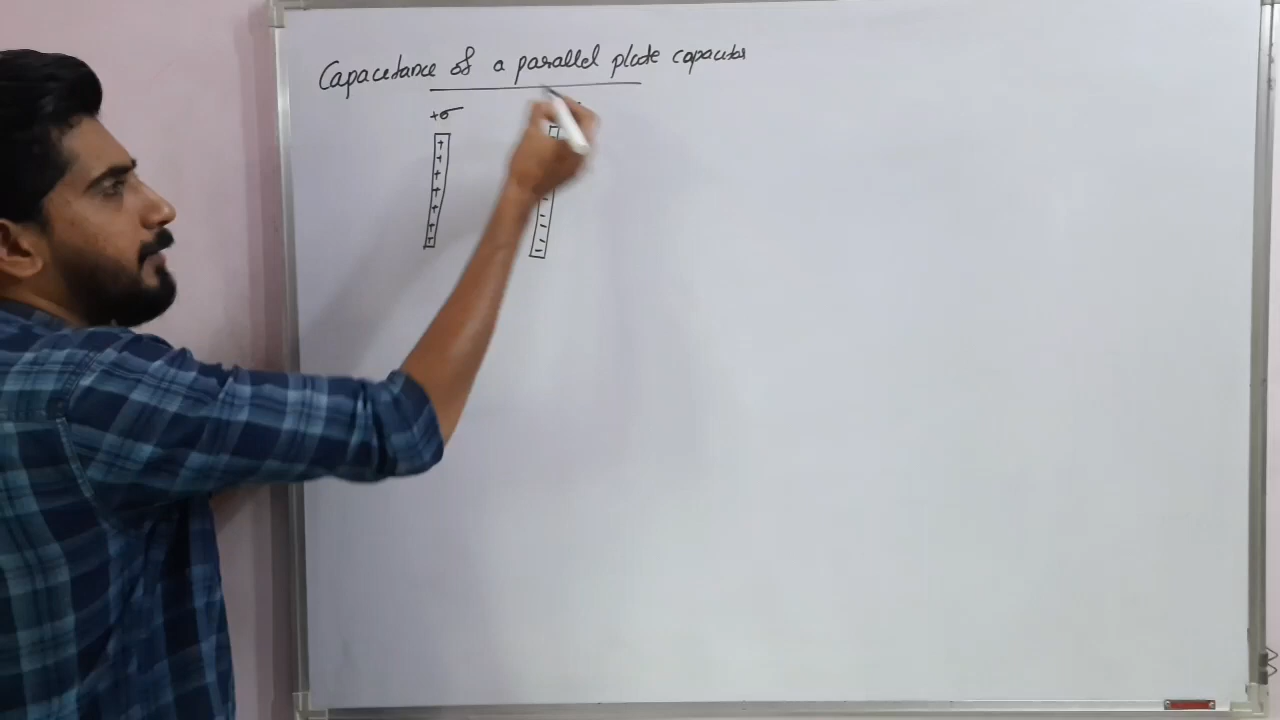 Capacitance of a parallel plate capacitor
+σ
+ + + + + + +
- - - -